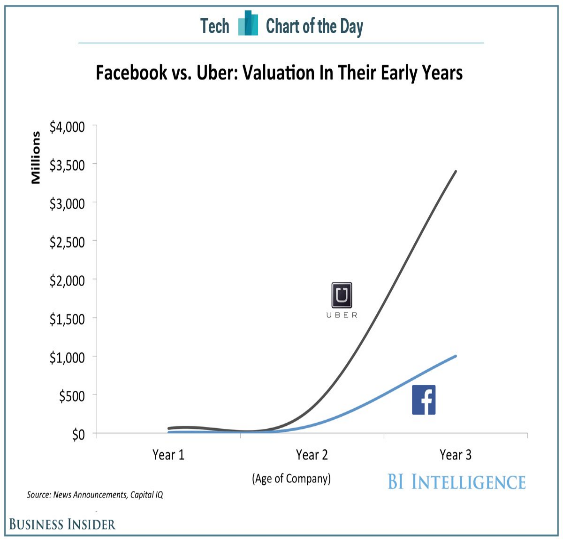 Tech Chart of the Day
Facebook vs. Uber: Valuation In Their Early Years
Millions
$4,000
$3,500
$3,000
$2,500
$2,000
$1,500
$1,000
$500
$0
UBER
f
Year 1 Year 2 Year 3
(Age of Company)
BI INTELLIGENCE
Source: News Announcements, Capital IQ
BUSINESS INSIDER